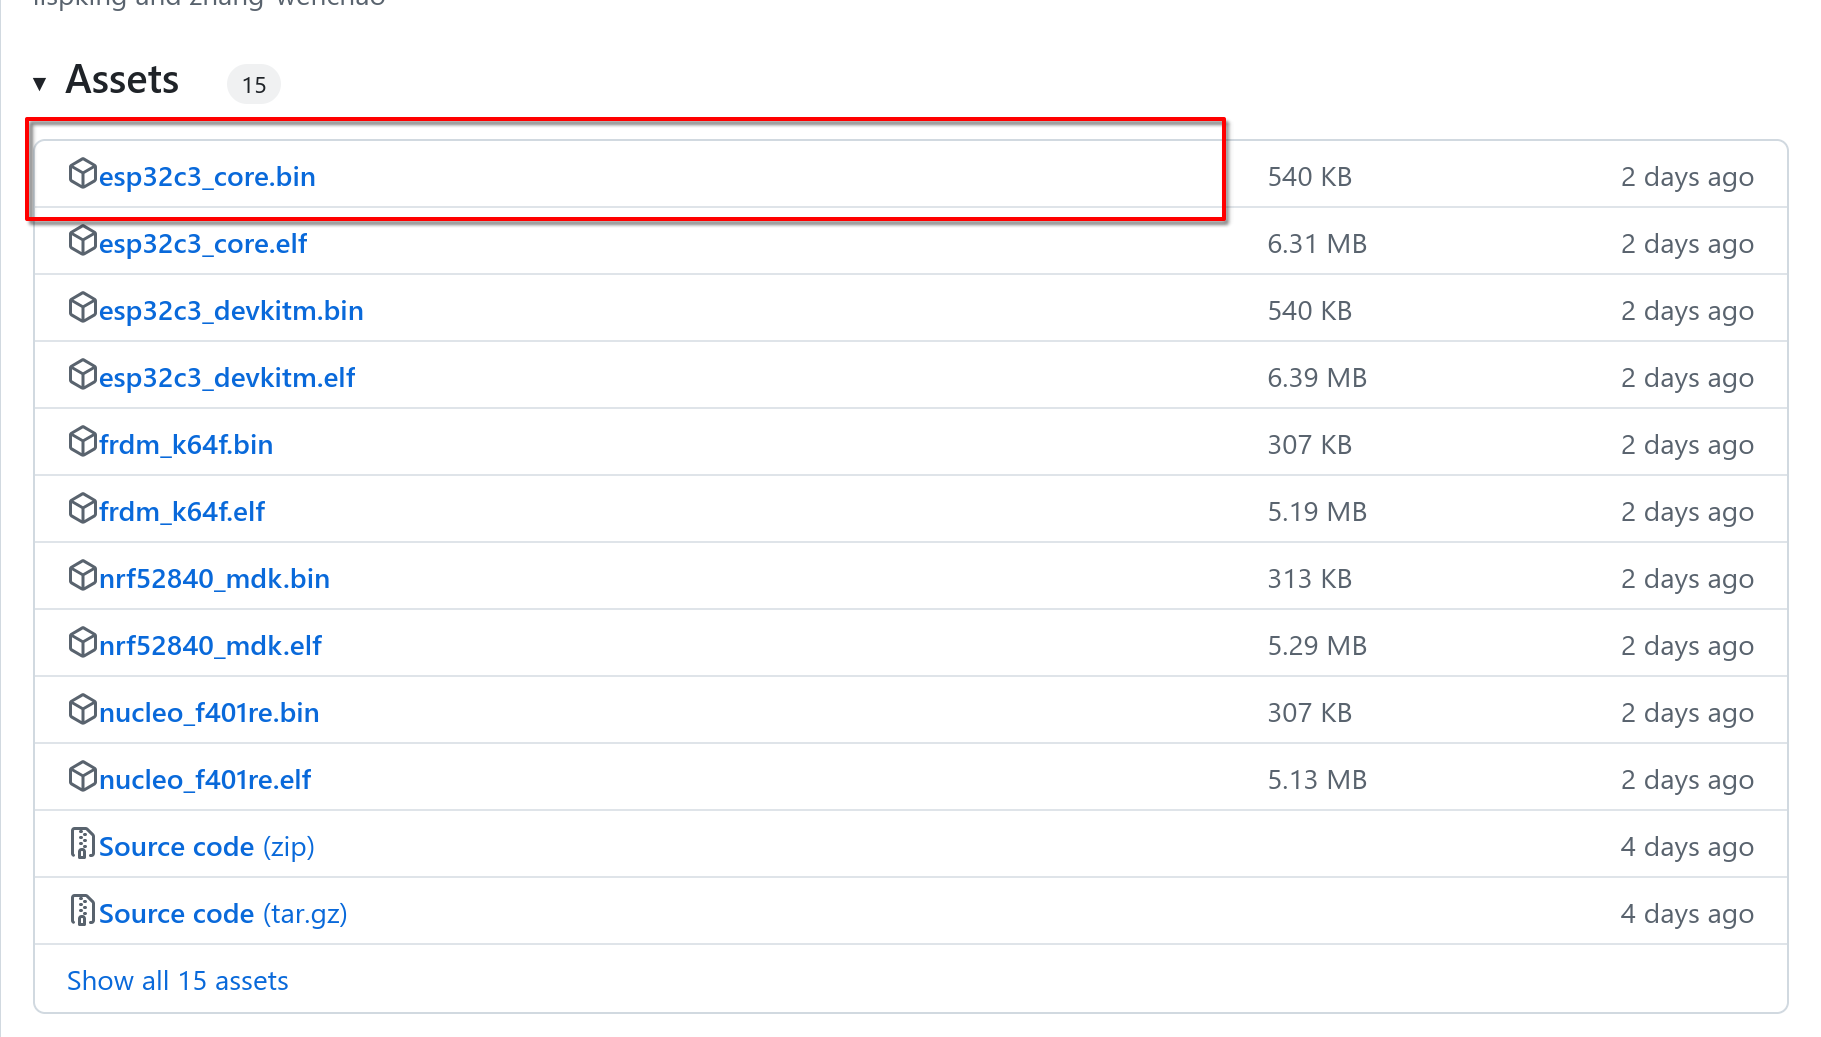 lispking and zhang-wenchao
Assets 15
esp32c3_core.bin 540 KB 2 days ago
esp32c3_core.elf 6.31 MB 2 days ago
esp32c3_devkitm.bin 540 KB 2 days ago
esp32c3_devkitm.elf 6.39 MB 2 days ago
frdm_k64f.bin 307 KB 2 days ago
frdm_k64f.elf 5.19 MB 2 days ago
nrf52840_mdk.bin 313 KB 2 days ago
nrf52840_mdk.elf 5.29 MB 2 days ago
nucleo_f401re.bin 307 KB 2 days ago
nucleo_f401re.elf 5.13 MB 2 days ago
Source code (zip) 4 days ago
Source code (tar.gz) 4 days ago
Show all 15 assets